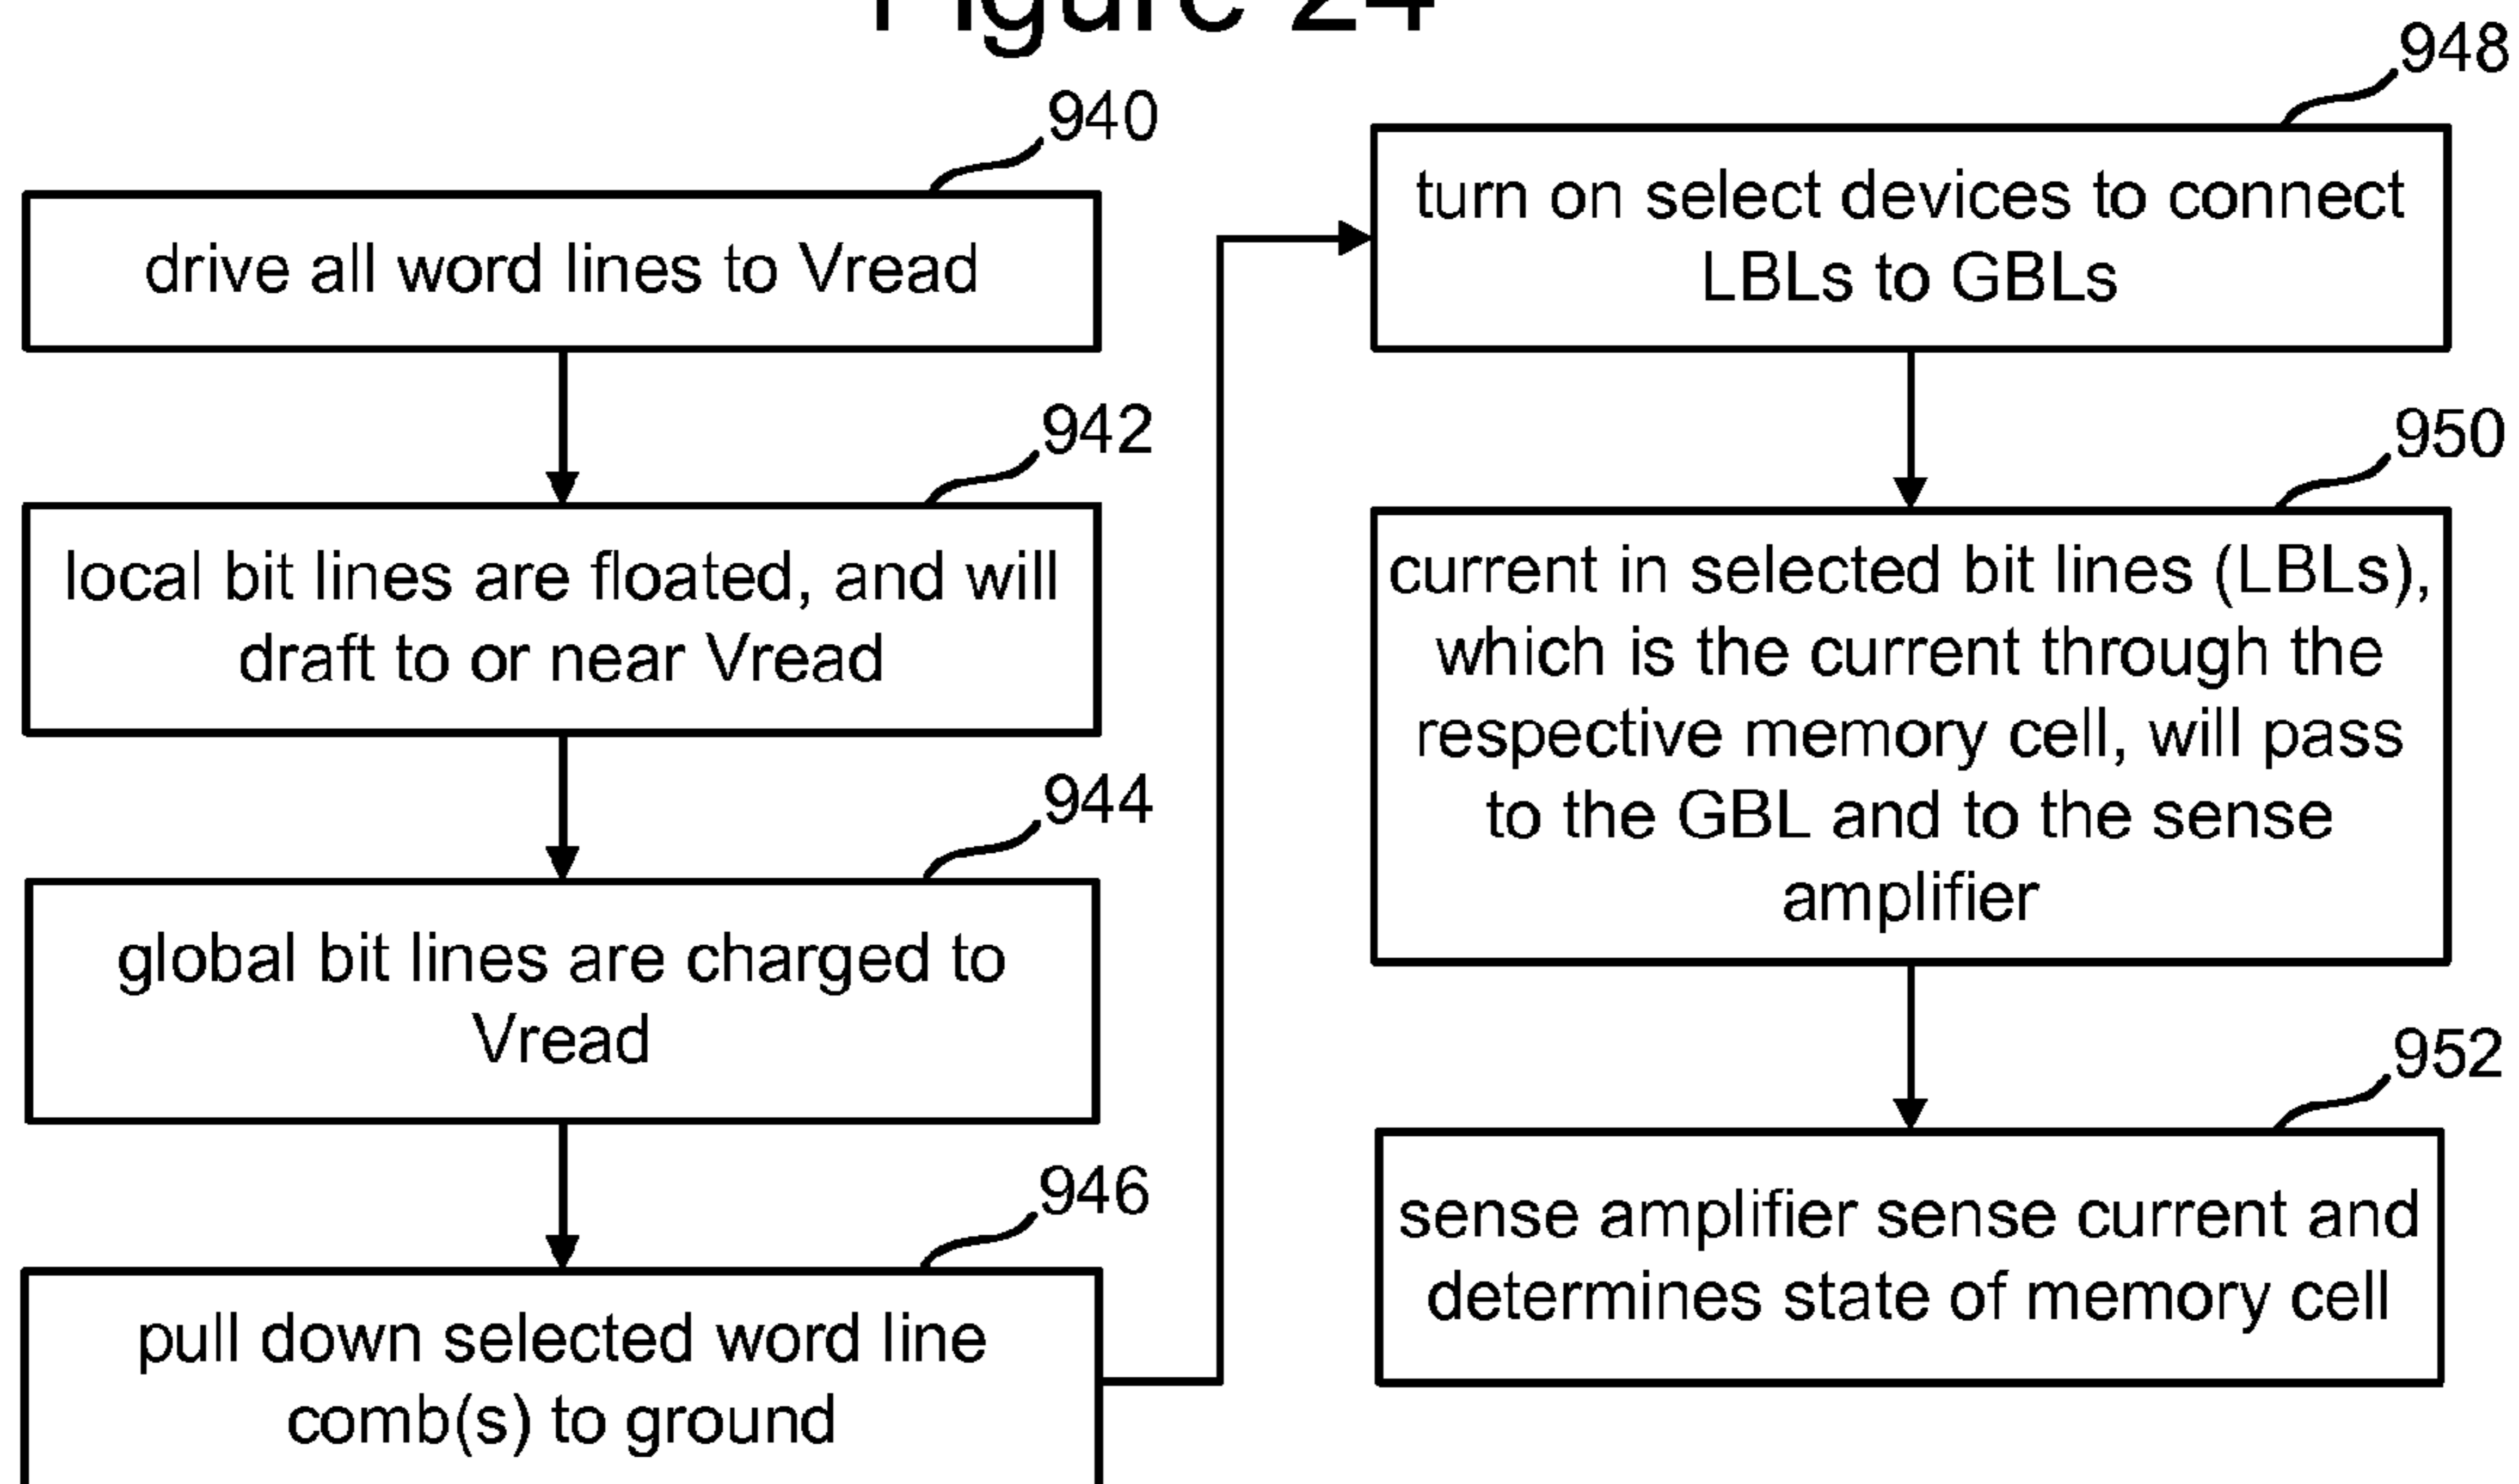 Figure 24
940
drive all word lines to Vread
942
local bit lines are floated, and will
draft to or near Vread
944
global bit lines are charged to
Vread
946
pull down selected word line
comb(s) to ground
948
turn on select devices to connect
LBLs to GBLs
950
current in selected bit lines (LBLs),
which is the current through the
respective memory cell, will pass
to the GBL and to the sense
amplifier
952
sense amplifier sense current and
determines state of memory cell